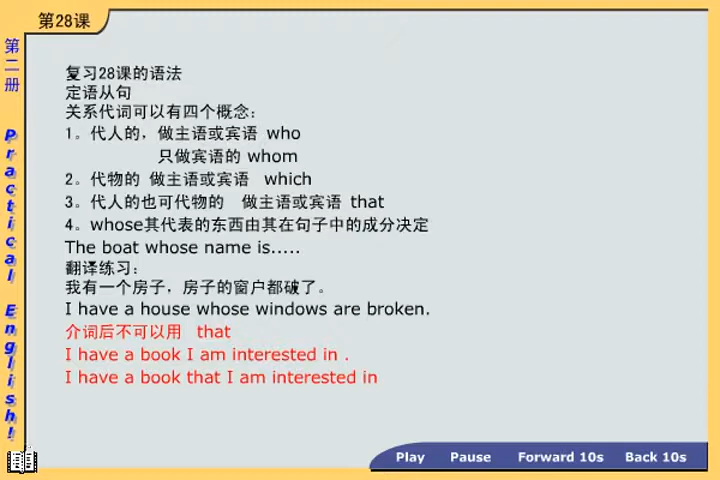 第28课
第二册
Practical English!
复习28课的语法
定语从句
关系代词可以有四个概念：
1。代人的，做主语或宾语 who
只做宾语的 whom
2。代物的 做主语或宾语 which
3。代人的也可代物的 做主语或宾语 that
4。whose其代表的东西由其在句子中的成分决定
The boat whose name is.....
翻译练习：
我有一个房子，房子的窗户都破了。
I have a house whose windows are broken.
介词后不可以用 that
I have a book I am interested in .
I have a book that I am interested in
Play Pause Forward 10s Back 10s